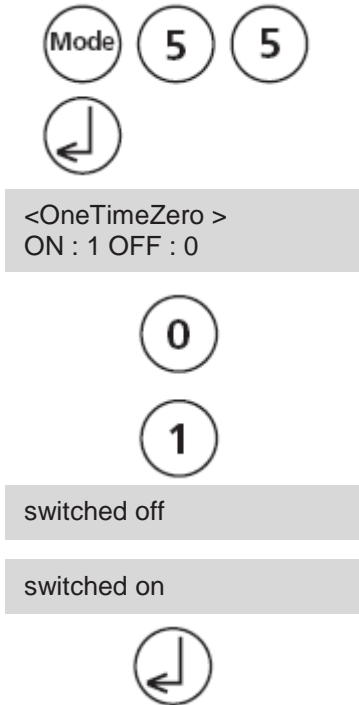 Mode 5 5
<OneTimeZero >
ON : 1 OFF : 0
0
1
switched off
switched on